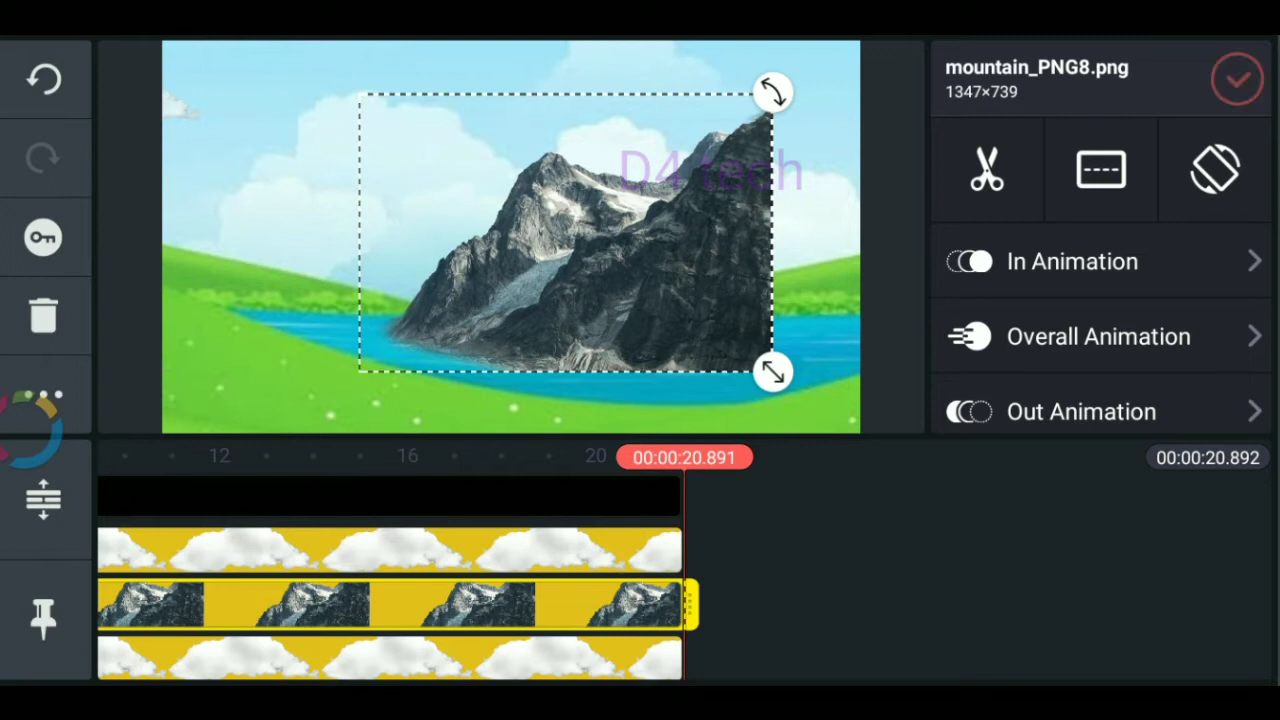 mountain_PNG8.png
1347×739
D4 tech
In Animation
Overall Animation
Out Animation
12
16
20
00:00:20.891
00:00:20.892